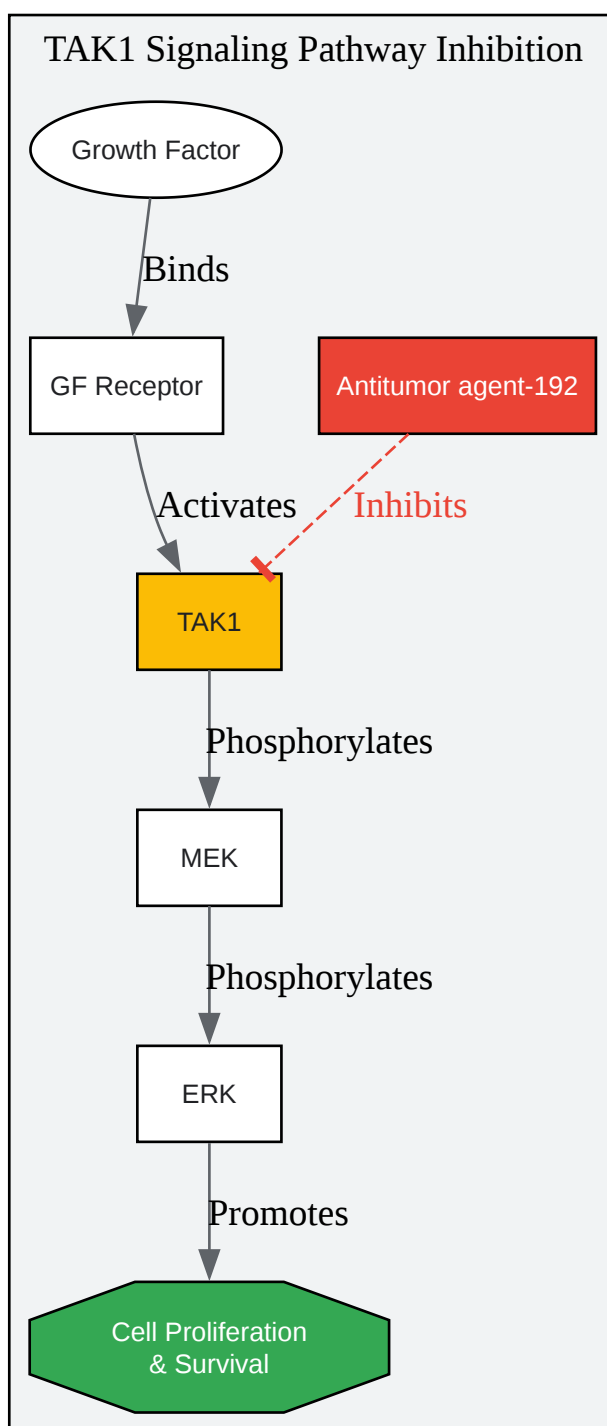 TAK1 Signaling Pathway Inhibition
Growth Factor
Binds
GF Receptor
Antitumor agent-192
Activates
Inhibits
TAK1
Phosphorylates
MEK
Phosphorylates
ERK
Promotes
Cell Proliferation
& Survival